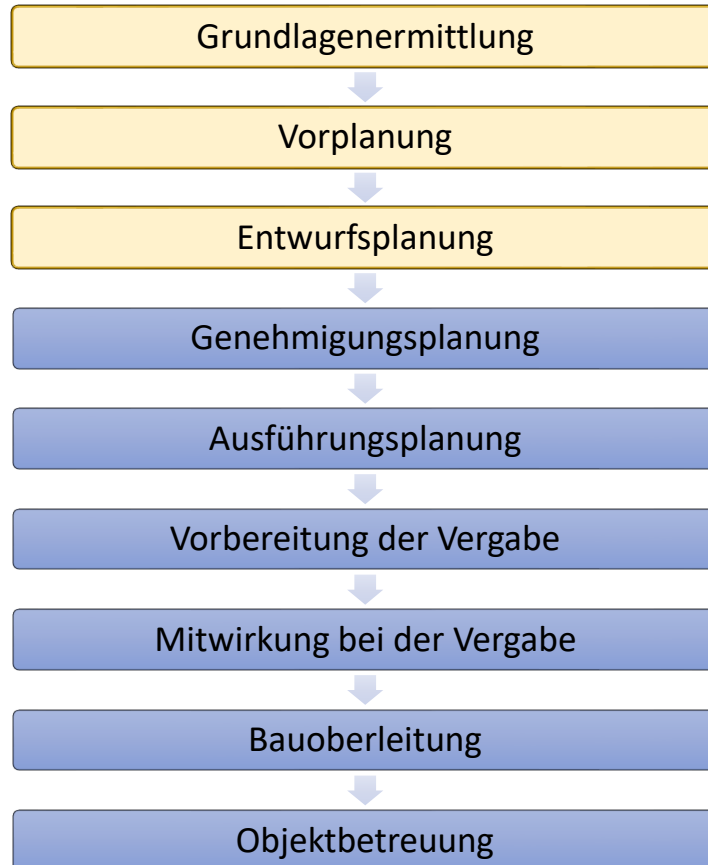 Grundlagenermittlung
Vorplanung
Entwurfsplanung
Genehmigungsplanung
Ausführungsplanung
Vorbereitung der Vergabe
Mitwirkung bei der Vergabe
Bauoberleitung
Objektbetreuung